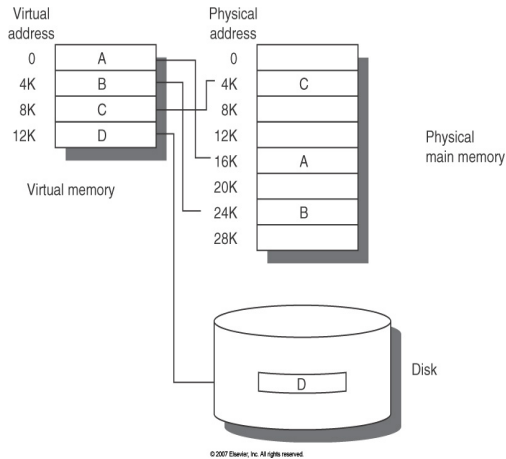 Virtual
address
0 A
4K B
8K C
12K D
Virtual memory
Physical
address
0
4K C
8K
12K
16K A
20K
24K B
28K
Physical
main memory
D
Disk
© 2007 Elsevier, Inc. All rights reserved.